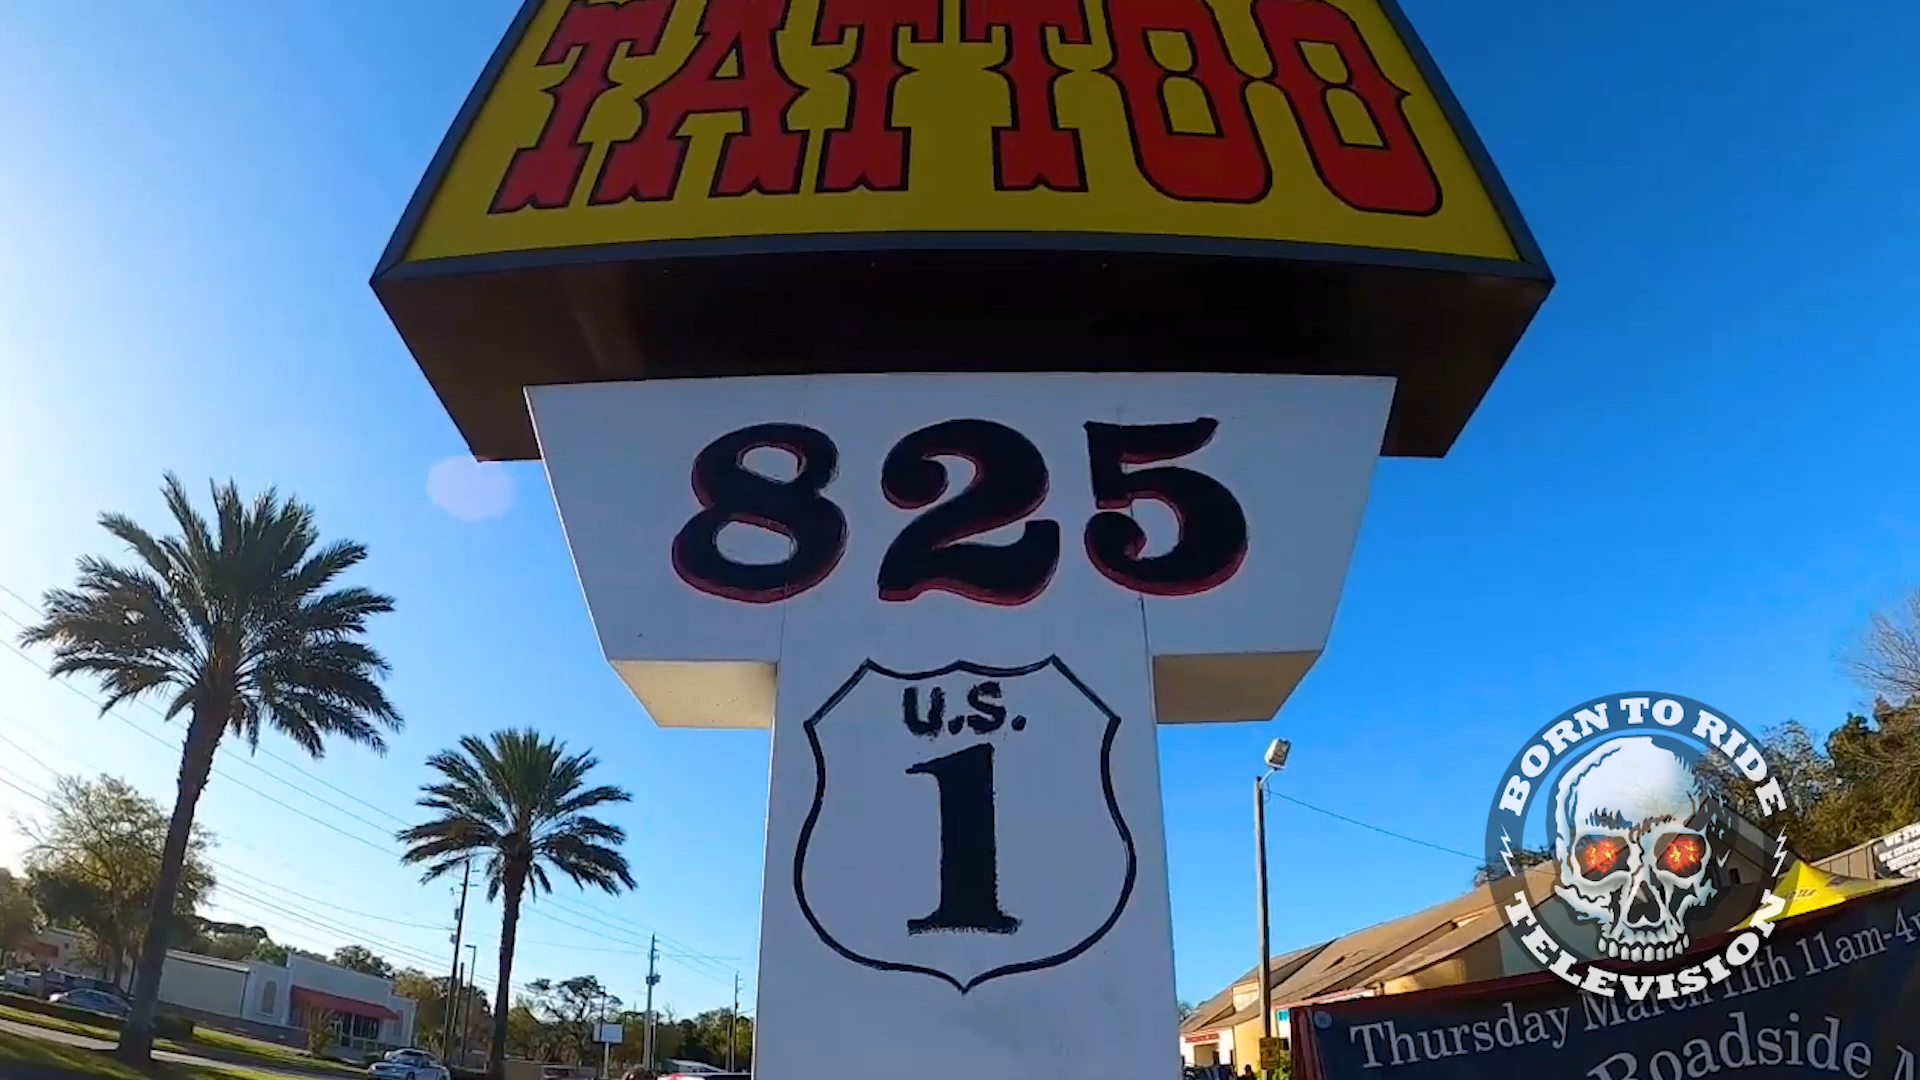 TATTOO
825
U.S.
1
BORN TO RIDE
TELEVISION
Thursday March 11th 11am-4
Roadside